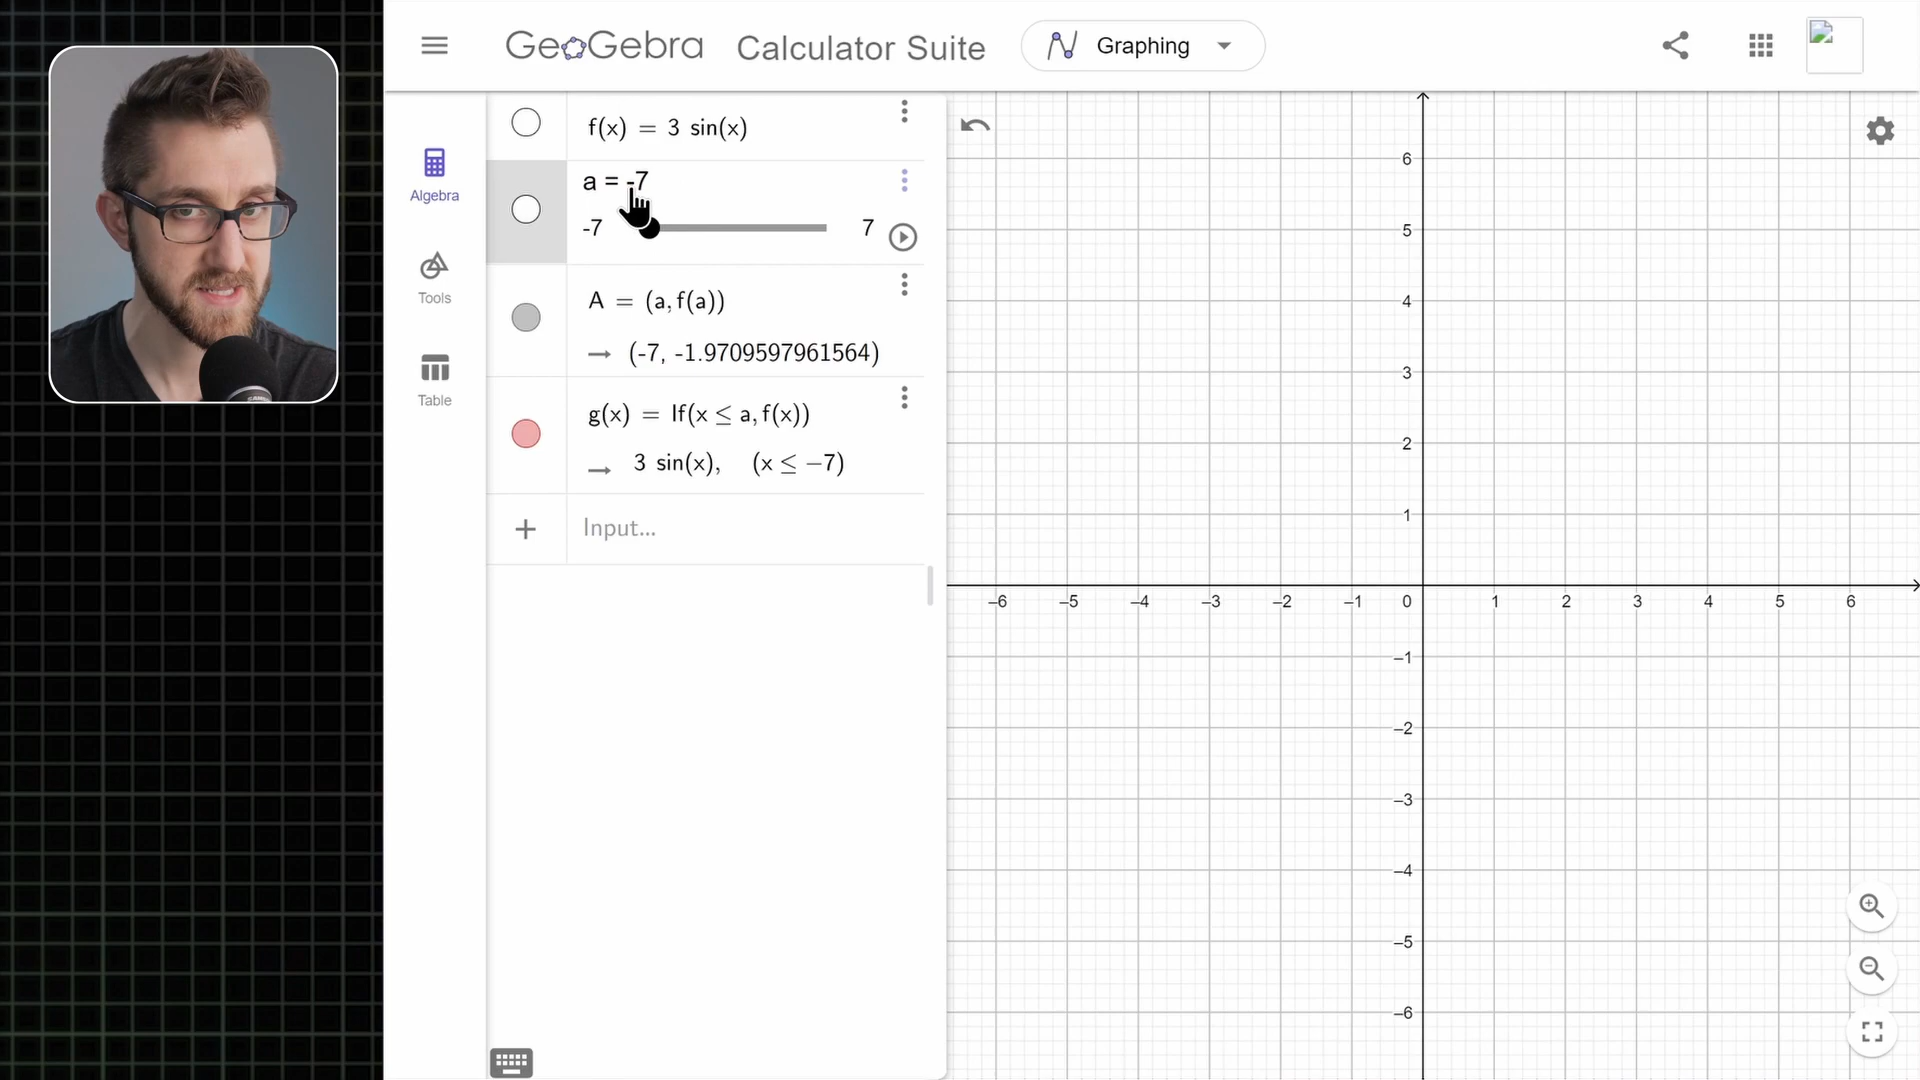 GeoGebra Calculator Suite Graphing
Algebra
Tools
Table
f(x) = 3 sin(x)
a = -7
-7 7
A = (a, f(a))
→ (-7, -1.9709597961564)
g(x) = If(x ≤ a, f(x))
→ 3 sin(x), (x ≤ −7)
+ Input...
6
5
4
3
2
1
–6 –5 –4 –3 –2 –1 0 1 2 3 4 5 6
–1
–2
–3
–4
–5
–6